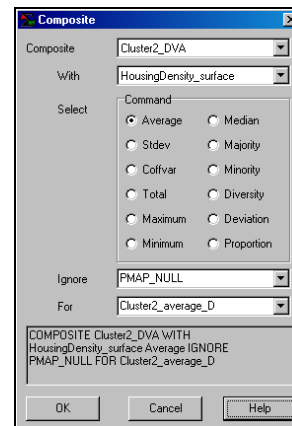 Composite
Composite Cluster2_DVA
With HousingDensity_surface
Select Command
Average Median
Stdev Majority
Coffvar Minority
Total Diversity
Maximum Deviation
Minimum Proportion
Ignore PMAP_NULL
For Cluster2_average_D
COMPOSITE Cluster2_DVA WITH
HousingDensity_surface Average IGNORE
PMAP_NULL FOR Cluster2_average_D
OK Cancel Help